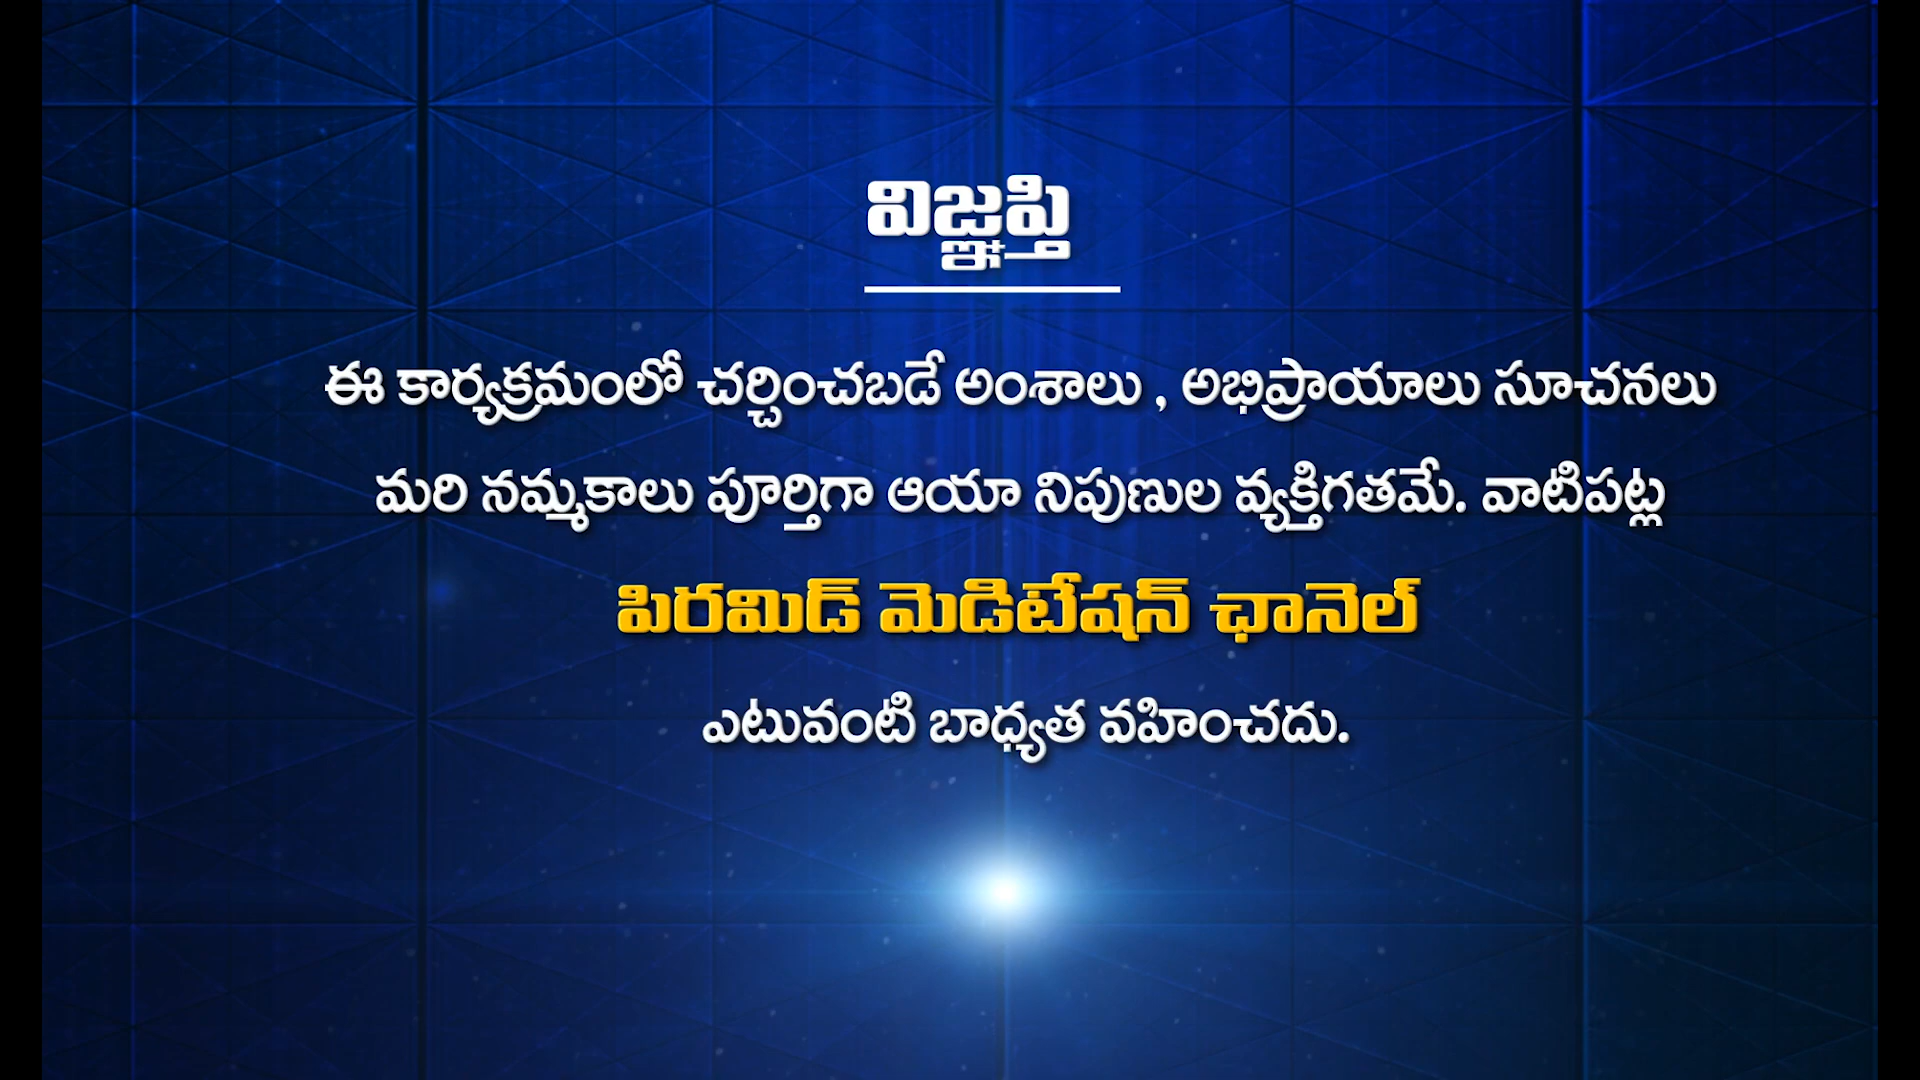 విజ్ఞప్తి
ఈ కార్యక్రమంలో చర్చించబడే అంశాలు , అభిప్రాయాలు సూచనలు
మరి నమ్మకాలు పూర్తిగా ఆయా నిపుణుల వ్యక్తిగతమే. వాటిపట్ల
పిరమిడ్ మెడిటేషన్ ఛానెల్
ఎటువంటి బాధ్యత వహించదు.